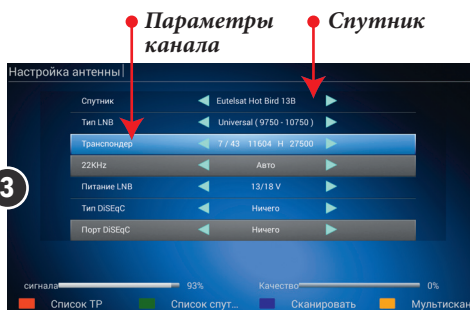 Параметры
канала
Спутник
Настройка антенны
Спутник Eutelsat Hot Bird 13B
Тип LNB Universal ( 9750 - 10750 )
Транспондер 7 / 43 11604 H 27500
22KHz Авто
3
Питание LNB 13/18 V
Тип DiSEqC Ничего
Порт DiSEqC Ничего
сигнала 93% Качество 0%
Список ТР Список спут... Сканировать Мультискан